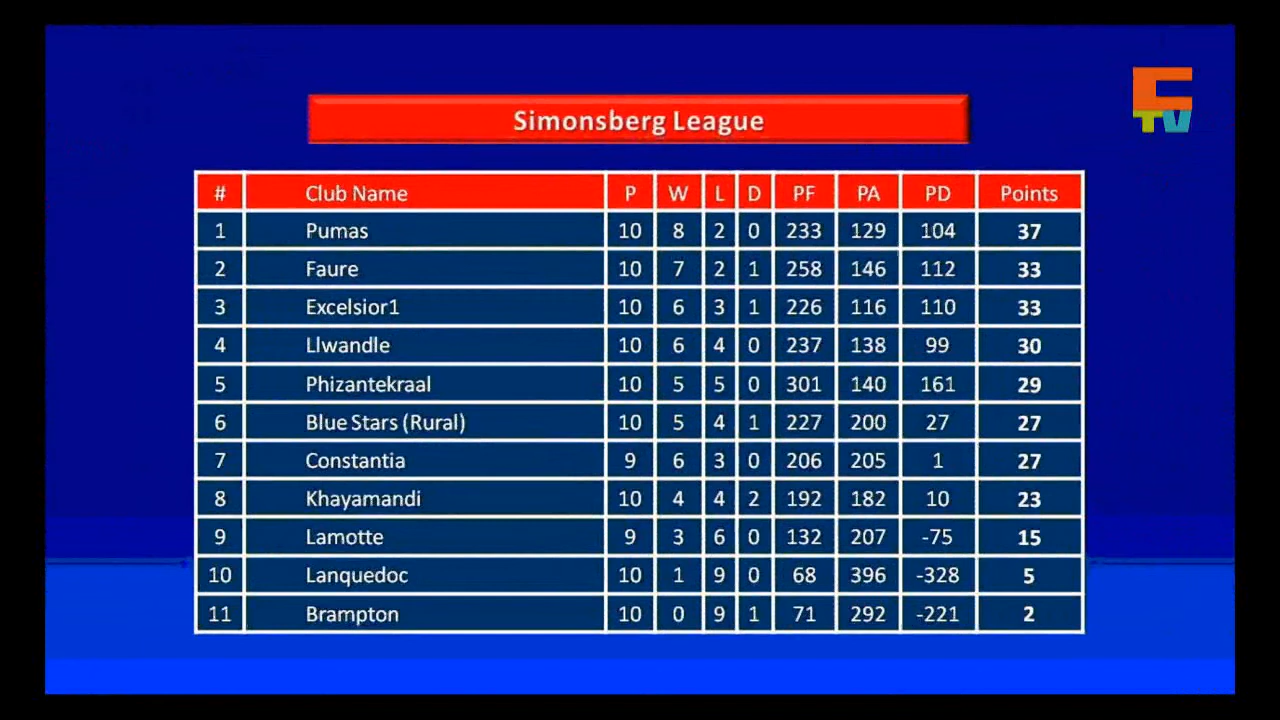 Simonsberg League
TV
# Club Name P W L D PF PA PD Points
1 Pumas 10 8 2 0 233 129 104 37
2 Faure 10 7 2 1 258 146 112 33
3 Excelsior1 10 6 3 1 226 116 110 33
4 Llwandle 10 6 4 0 237 138 99 30
5 Phizantekraal 10 5 5 0 301 140 161 29
6 Blue Stars (Rural) 10 5 4 1 227 200 27 27
7 Constantia 9 6 3 0 206 205 1 27
8 Khayamandi 10 4 4 2 192 182 10 23
9 Lamotte 9 3 6 0 132 207 -75 15
10 Lanquedoc 10 1 9 0 68 396 -328 5
11 Brampton 10 0 9 1 71 292 -221 2